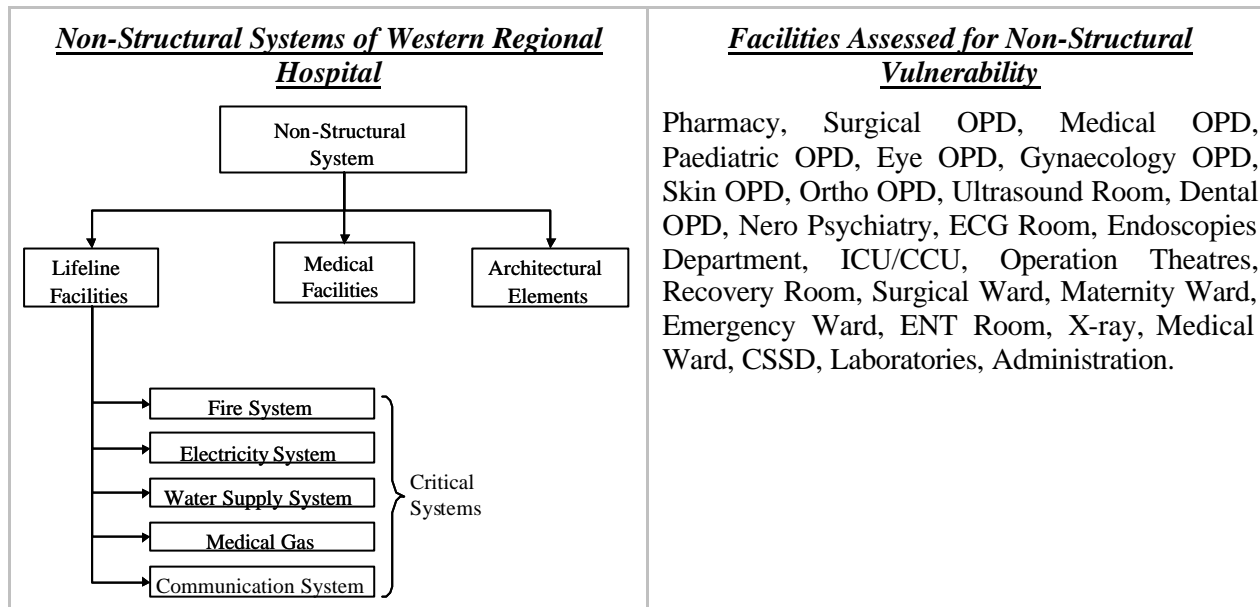 Non-Structural Systems of Western Regional
Hospital
Non-Structural
System
Lifeline
Facilities
Medical
Facilities
Architectural
Elements
Fire System
Electricity System
Water Supply System
Medical Gas
Communication System
Critical
Systems
Facilities Assessed for Non-Structural
Vulnerability
Pharmacy, Surgical OPD, Medical OPD,
Paediatric OPD, Eye OPD, Gynaecology OPD,
Skin OPD, Ortho OPD, Ultrasound Room, Dental
OPD, Nero Psychiatry, ECG Room, Endoscopies
Department, ICU/CCU, Operation Theatres,
Recovery Room, Surgical Ward, Maternity Ward,
Emergency Ward, ENT Room, X-ray, Medical
Ward, CSSD, Laboratories, Administration.